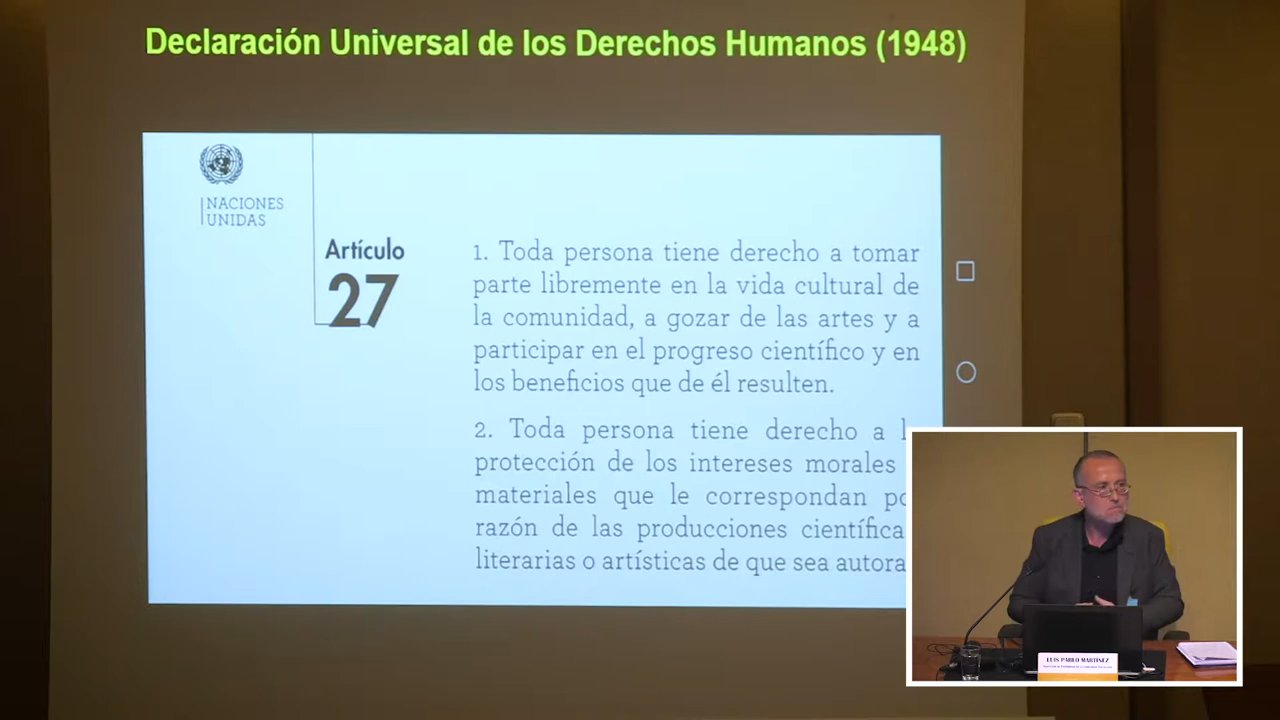 Declaración Universal de los Derechos Humanos (1948)
NACIONES
UNIDAS
Artículo
27
1. Toda persona tiene derecho a tomar
parte libremente en la vida cultural de
la comunidad, a gozar de las artes y a
participar en el progreso científico y en
los beneficios que de él resulten.
2. Toda persona tiene derecho a
protección de los intereses morales
materiales que le correspondan
razón de las producciones
literarias o artísticas de que sea autora
LUIS PABLO MARTÍNEZ